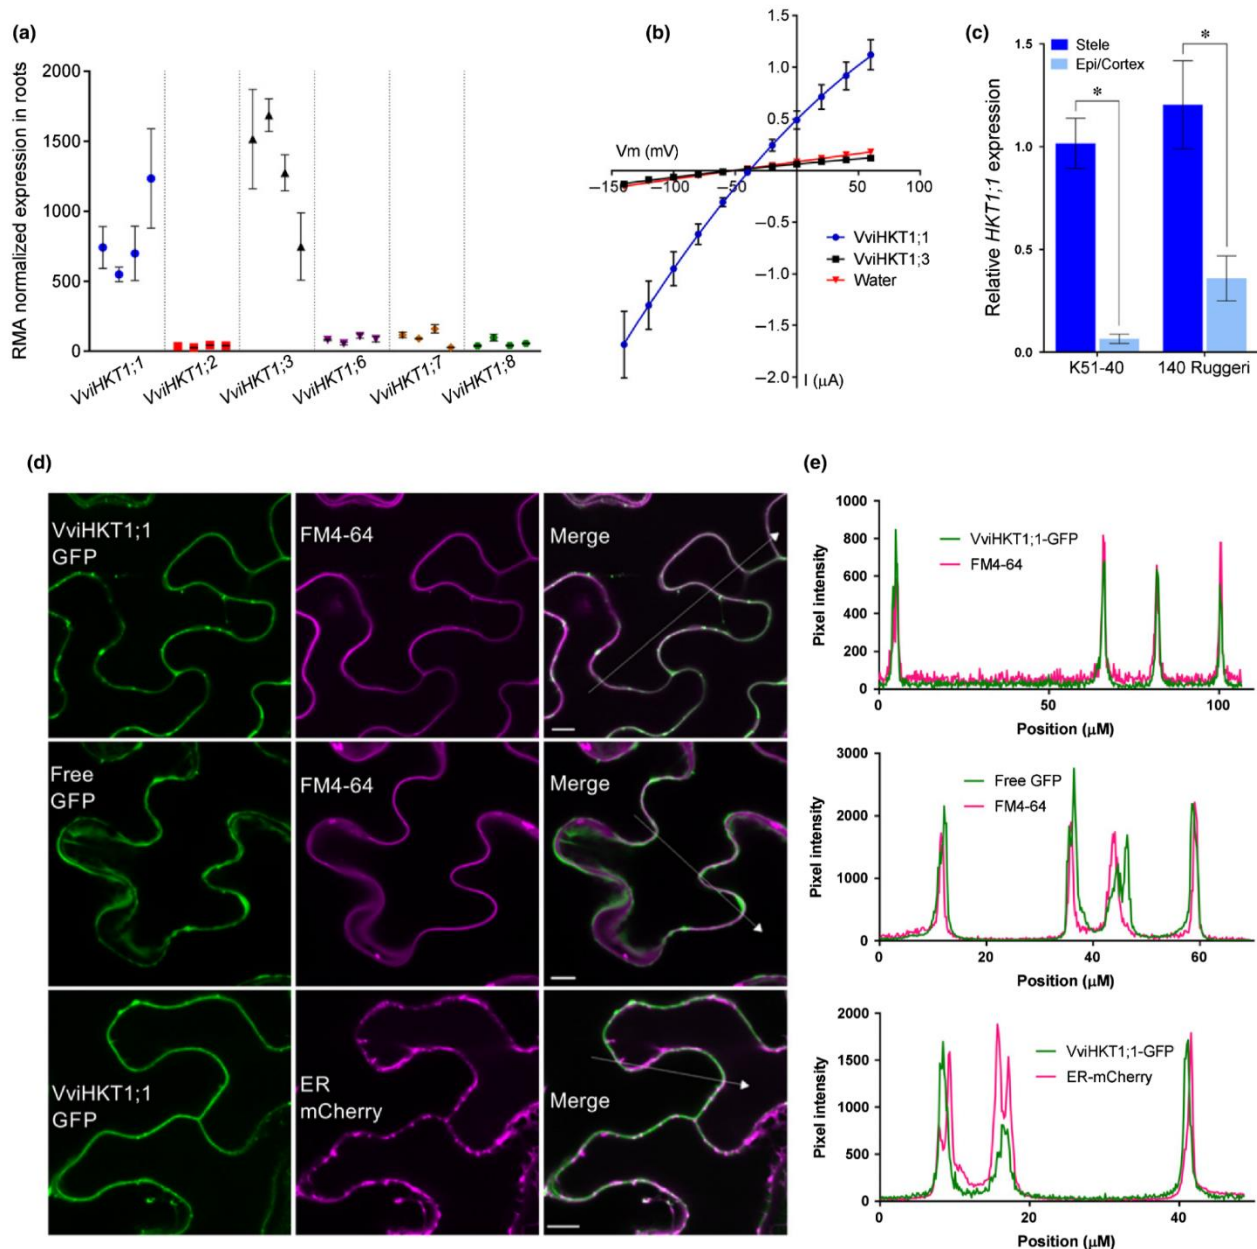 (a)
RMA normalized expression in roots
2000
1500
1000
500
0
VviHKT1;1
VviHKT1:2
VviHKT1:3
VviHKT1;6
VviHKT1;7
VviHKT1;8
(b)
1.5
1.0
0.5
Vm (mV)
–150
–100
–50
50
100
–0.5
–1.0
–1.5
–2.0
I (μA)
VviHKT1;1
VviHKT1;3
Water
(c)
Stele
Epi/Cortex
Relative HKT1;1 expression
1.5
1.0
0.5
0.0
*
*
K51-40
140 Ruggeri
(d)
VviHKT1;1
GFP
FM4-64
Merge
Free
GFP
FM4-64
Merge
VviHKT1;1
GFP
ER
mCherry
Merge
(e)
1000
800
600
400
200
0
Pixel intensity
VviHKT1;1-GFP
FM4-64
0
50
100
Position (μM)
3000
2000
1000
0
Pixel intensity
Free GFP
FM4-64
0
20
40
60
Position (μM)
2000
1500
1000
500
0
Pixel intensity
VviHKT1;1-GFP
ER-mCherry
0
20
40
Position (μM)